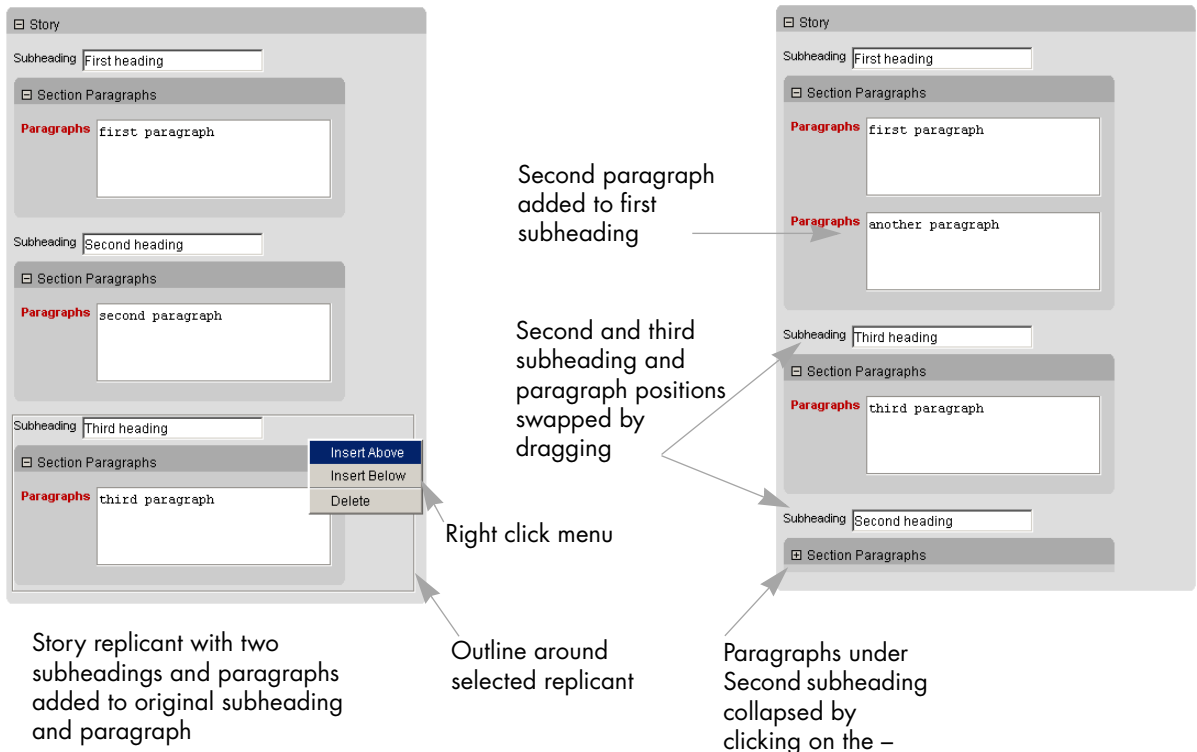 Story
Subheading First heading
Section Paragraphs
Paragraphs first paragraph
Subheading Second heading
Section Paragraphs
Paragraphs second paragraph
Subheading Third heading
Section Paragraphs
Paragraphs third paragraph
Insert Above
Insert Below
Delete
Story replicant with two
subheadings and paragraphs
added to original subheading
and paragraph
Second paragraph
added to first
subheading
Second and third
subheading and
paragraph positions
swapped by
dragging
Right click menu
Outline around
selected replicant
Story
Subheading First heading
Section Paragraphs
Paragraphs first paragraph
Paragraphs another paragraph
Subheading Third heading
Section Paragraphs
Paragraphs third paragraph
Subheading Second heading
Section Paragraphs
Paragraphs under
Second subheading
collapsed by
clicking on the –